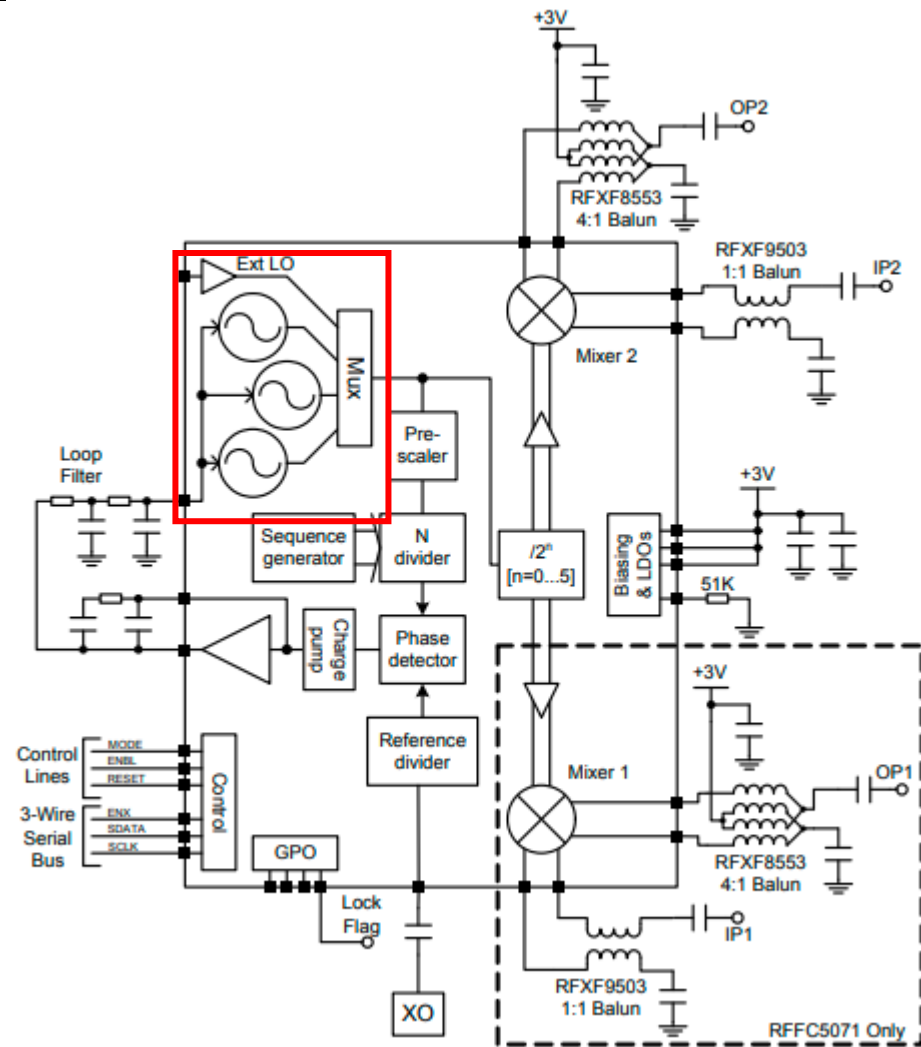 +3V
OP2
RFXF8553
4:1 Balun
RFXF9503
1:1 Balun
IP2
Ext LO
Mux
Mixer 2
Pre-
scaler
Loop
Filter
+3V
Sequence
generator
N
divider
/2ⁿ
[n=0...5]
Biasing
& LDOs
51K
Charge
pump
Phase
detector
+3V
Reference
divider
Mixer 1
OP1
Control
Lines
MODE
ENBL
RESET
3-Wire
Serial
Bus
ENX
SDATA
SCLK
Control
GPO
RFXF8553
4:1 Balun
Lock
Flag
IP1
RFXF9503
1:1 Balun
XO
RFFC5071 Only